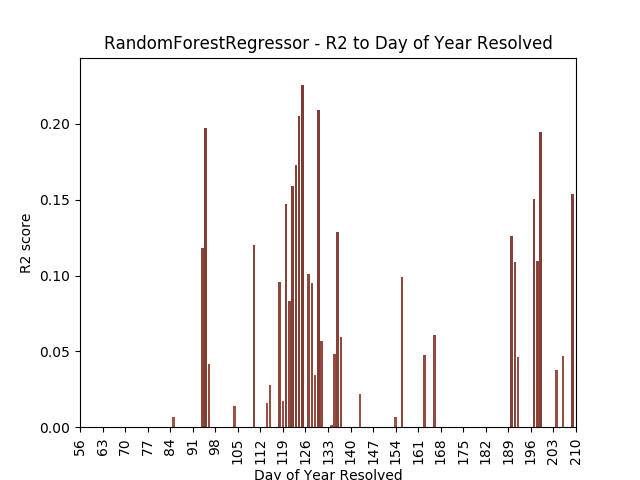 RandomForestRegressor - R2 to Day of Year Resolved
R2 score
0.20
0.15
0.10
0.05
0.00
56 63 70 77 84 91 98 105 112 119 126 133 140 147 154 161 168 175 182 189 196 203 210
Day of Year Resolved